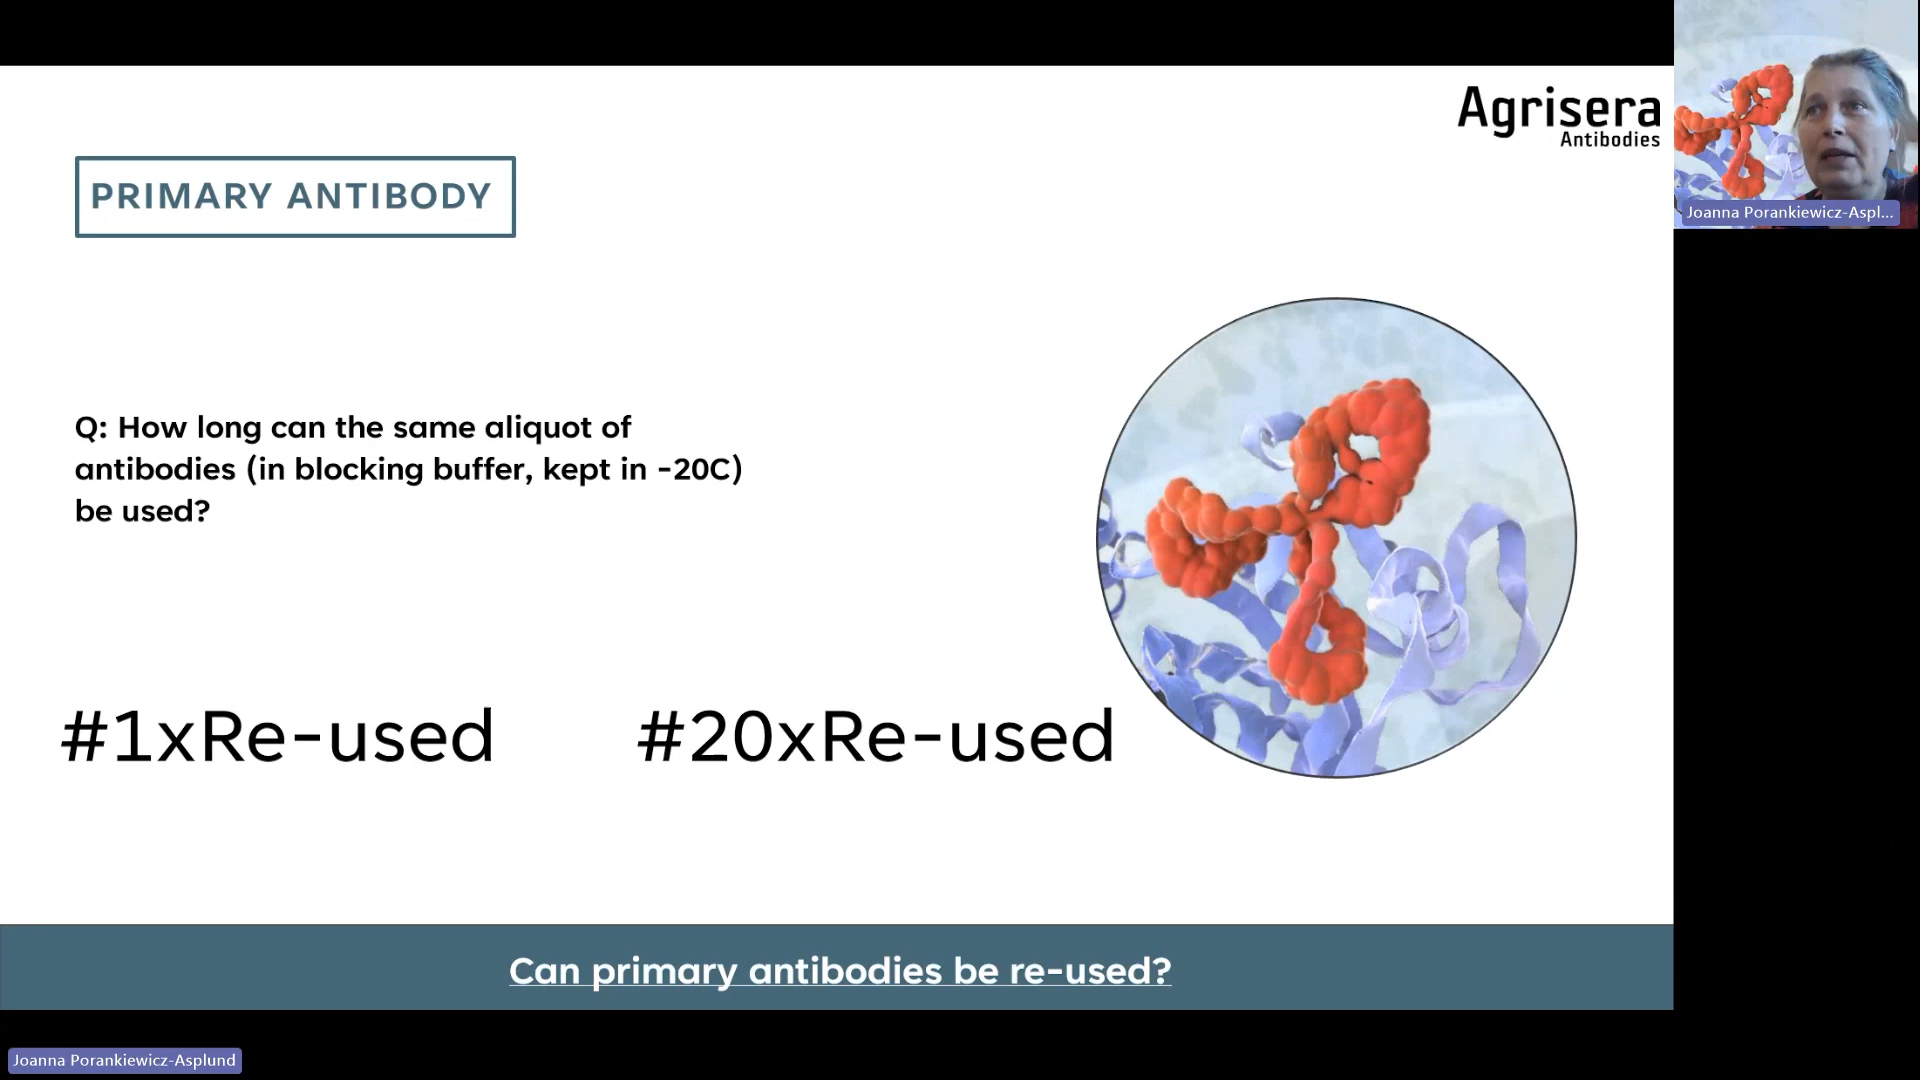 Agrisera
Antibodies
Joanna Porankiewicz-Aspl...
PRIMARY ANTIBODY
Q: How long can the same aliquot of
antibodies (in blocking buffer, kept in -20C)
be used?
#1xRe-used
#20xRe-used
Can primary antibodies be re-used?
Joanna Porankiewicz-Asplund